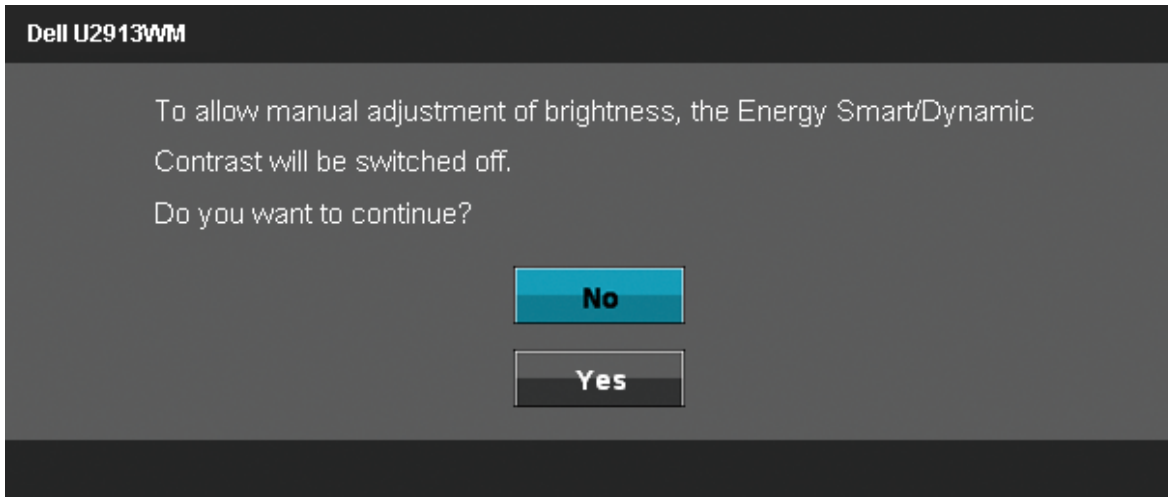 Dell U2913WM
To allow manual adjustment of brightness, the Energy Smart/Dynamic
Contrast will be switched off.
Do you want to continue?
No
Yes